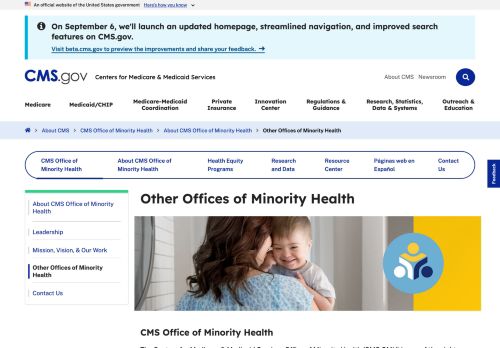 An official website of the United States government Here's how you know
On September 6, we'll launch an updated homepage, streamlined navigation, and improved search
features on CMS.gov.
Visit beta.cms.gov to preview the improvements and share your feedback.
CMS.gov Centers for Medicare & Medicaid Services
About CMS Newsroom
Medicare
Medicaid/CHIP
Medicare-Medicaid
Coordination
Private
Insurance
Innovation
Center
Regulations &
Guidance
Research, Statistics,
Data & Systems
Outreach &
Education
About CMS
CMS Office of Minority Health
About CMS Office of Minority Health
Other Offices of Minority Health
CMS Office of
Minority Health
About CMS Office of
Minority Health
Health Equity
Programs
Research
and Data
Resource
Center
Páginas web en
Español
Contact
Us
Feedback
About CMS Office of Minority
Health
Leadership
Mission, Vision, & Our Work
Other Offices of Minority
Health
Contact Us
Other Offices of Minority Health
CMS Office of Minority Health